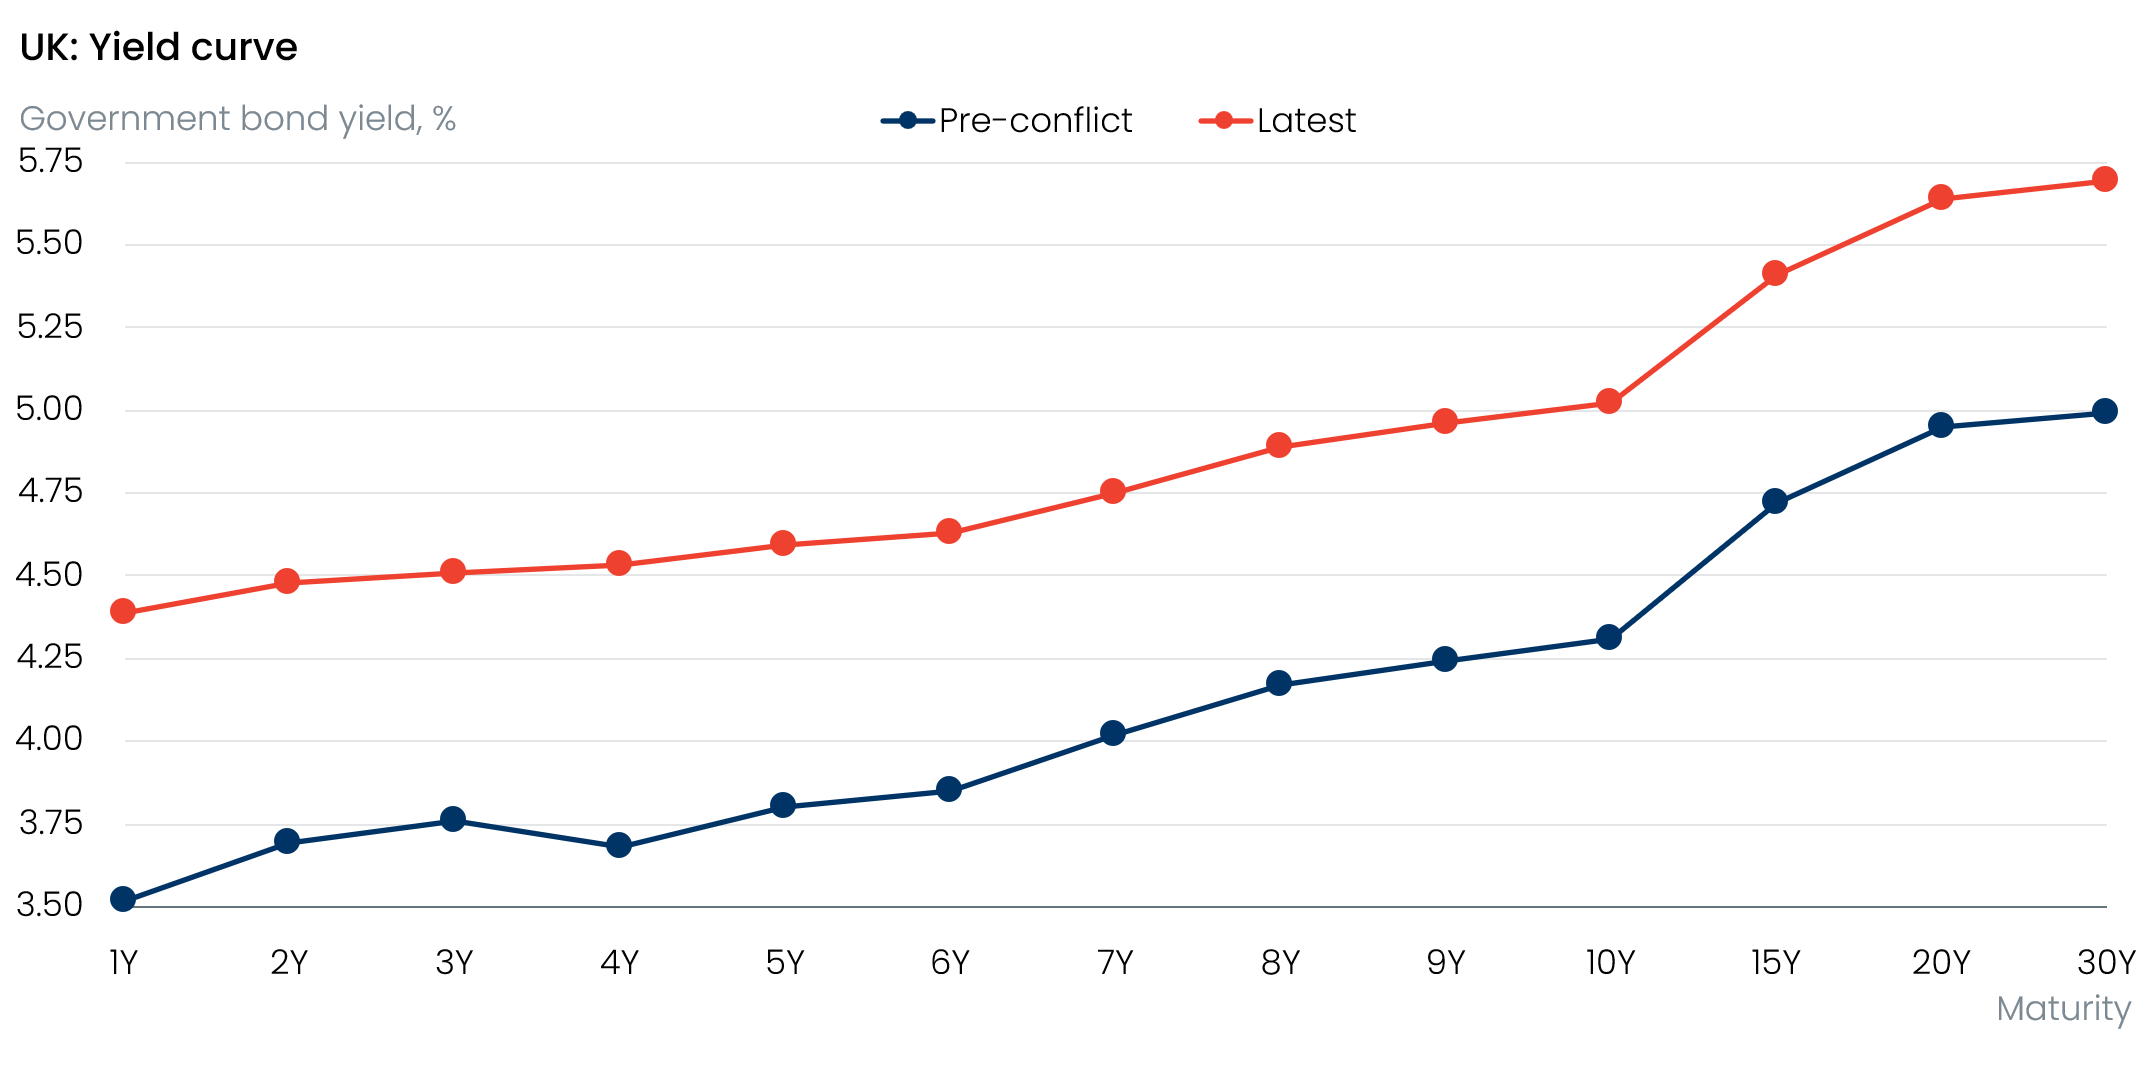 UK: Yield curve
Government bond yield, %
Pre-conflict
Latest
5.75
5.50
5.25
5.00
4.75
4.50
4.25
4.00
3.75
3.50
1Y 2Y 3Y 4Y 5Y 6Y 7Y 8Y 9Y 10Y 15Y 20Y 30Y
Maturity